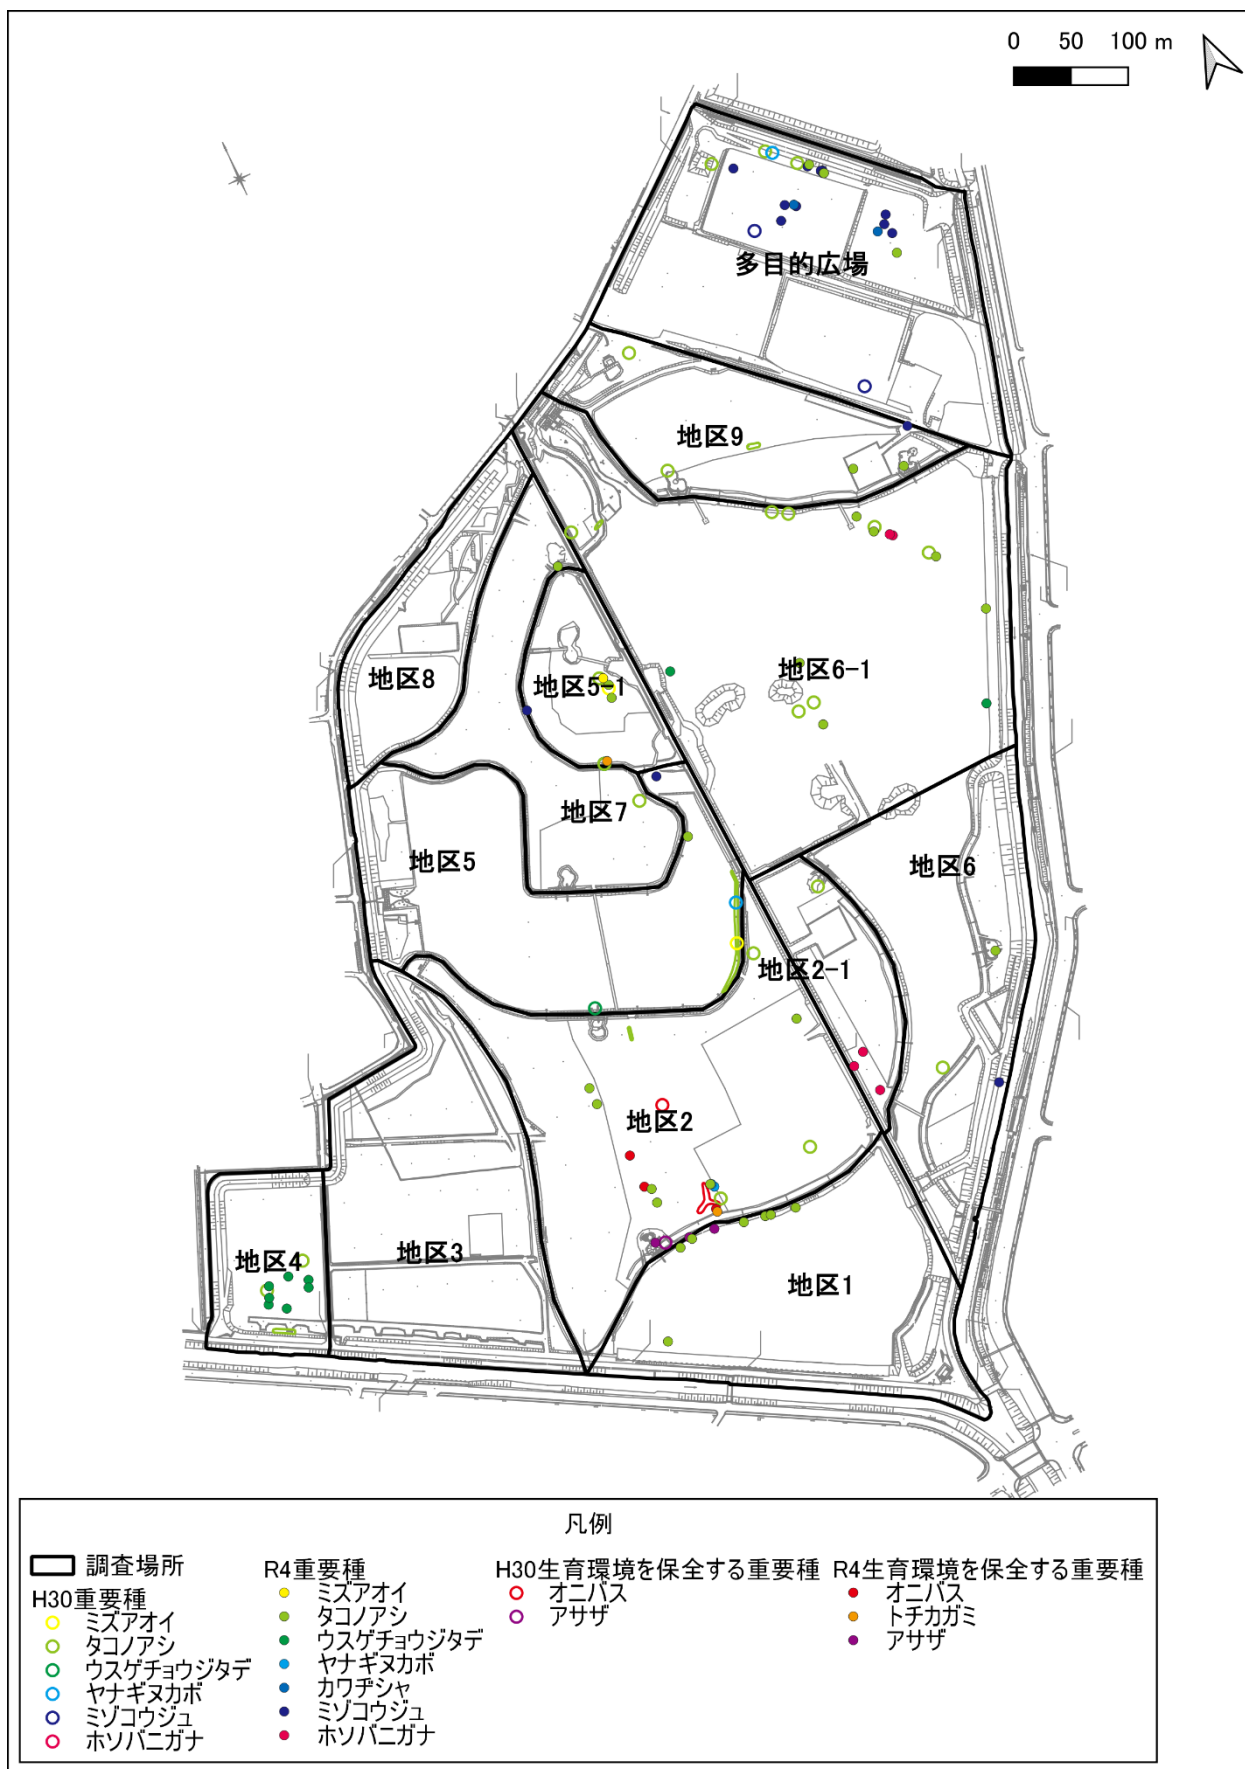 0 50 100 m
多目的広場
地区9
地区8
地区5-1
地区6-1
地区7
地区5
地区6
地区2-1
地区2
地区4
地区3
地区1
凡例
調査場所
H30重要種
ミズアオイ
タコノアシ
ウスゲチョウジタデ
ヤナギヌカボ
ミゾコウジュ
ホソバニガナ
R4重要種
ミズアオイ
タコノアシ
ウスゲチョウジタデ
ヤナギヌカボ
カワヂシャ
ミゾコウジュ
ホソバニガナ
H30生育環境を保全する重要種
オニバス
アサザ
R4生育環境を保全する重要種
オニバス
トチカガミ
アサザ